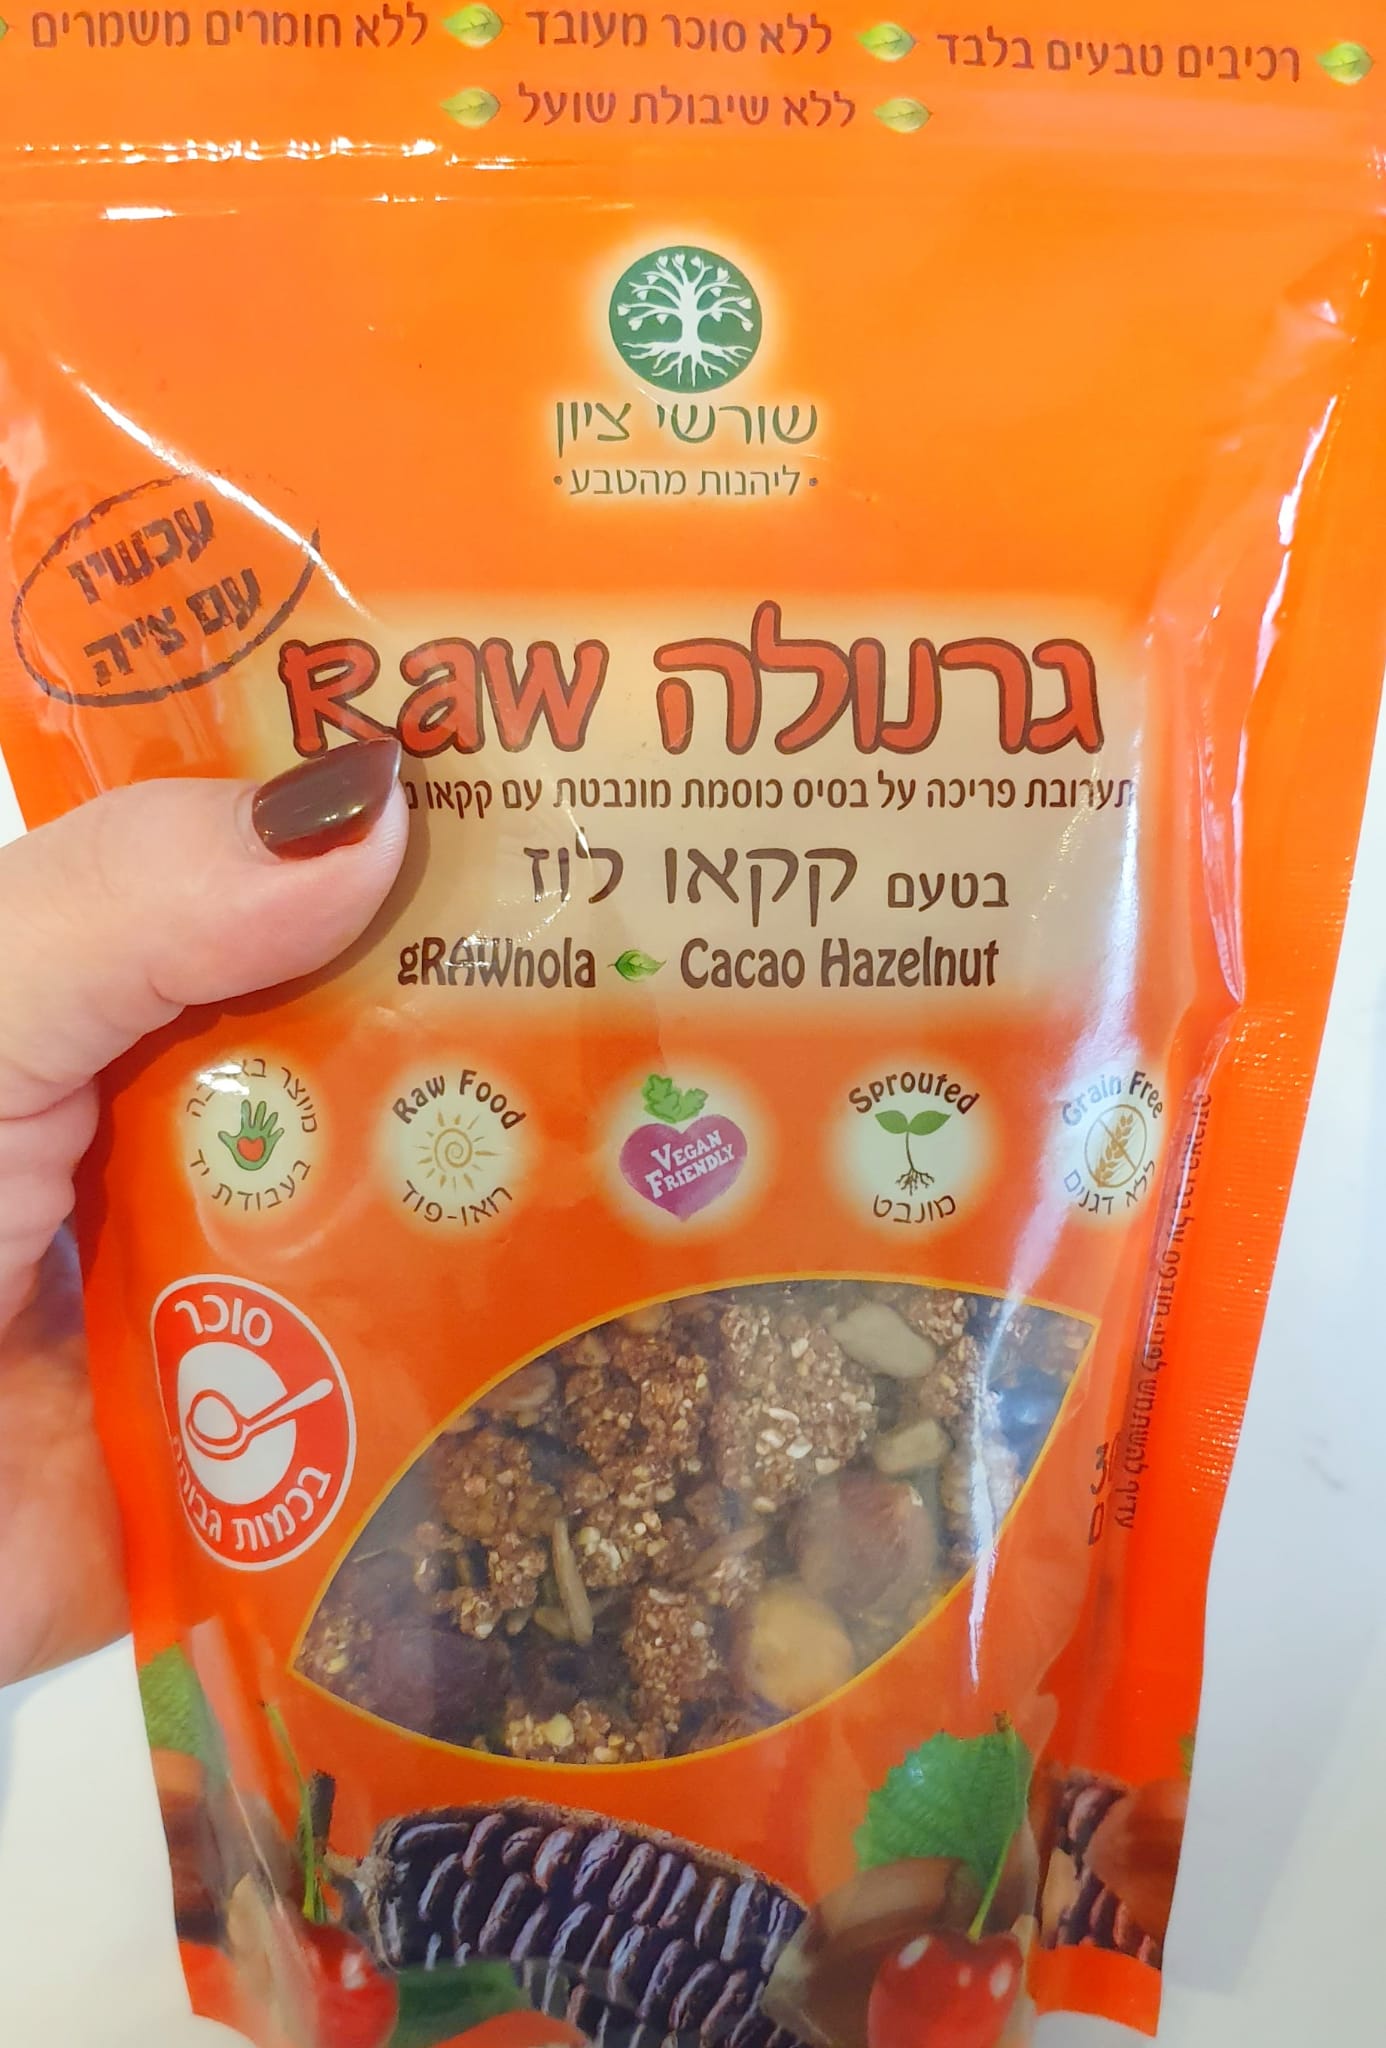 רכיבים טבעים בלבד ללא סוכר מעובד ללא חומרים משמרים
ללא שיבולת שועל
שורשי ציון
• ליהנות מהטבע •
עכשיו
עם צ׳יה
גרנולה Raw
תערובת פריכה על בסיס כוסמת מונבטת עם קקאו
בטעם קקאו לוז
gRAWnola Cacao Hazelnut
מיוצר
בעבודת יד
Raw Food
רואו-פוד
VEGAN
FRIENDLY
Sprouted
מונבט
Grain Free
ללא דגנים
סוכר
בכמות